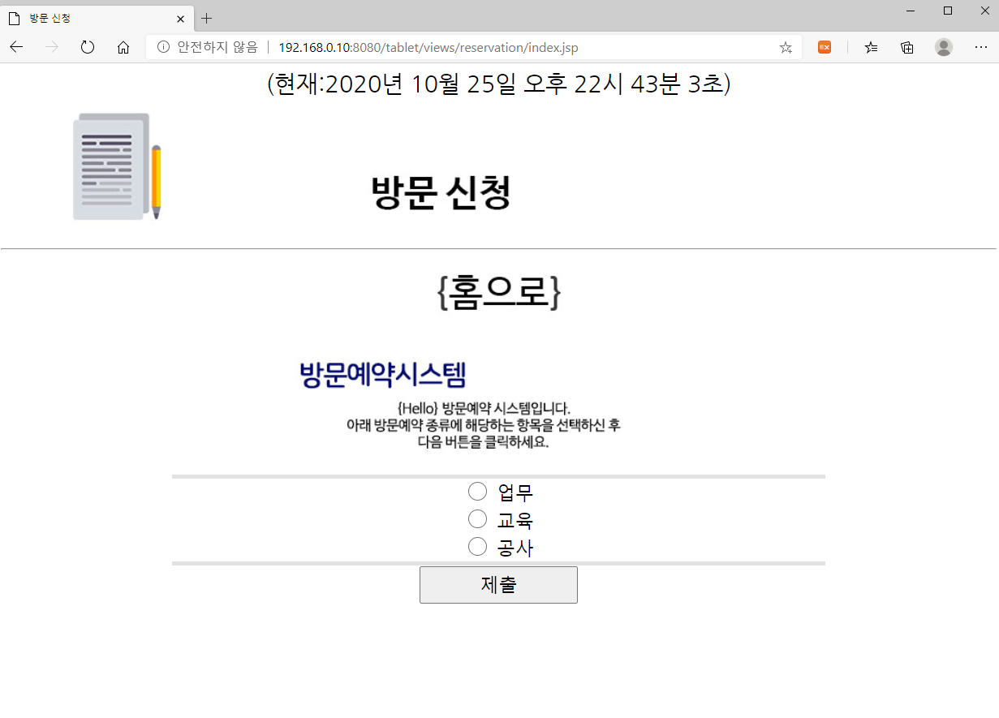 방문 신청
안전하지 않음 | 192.168.0.10:8080/tablet/views/reservation/index.jsp
(현재:2020년 10월 25일 오후 22시 43분 3초)
방문 신청
{홈으로}
방문예약시스템
{Hello} 방문예약 시스템입니다.
아래 방문예약 종류에 해당하는 항목을 선택하신 후
다음 버튼을 클릭하세요.
업무
교육
공사
제출